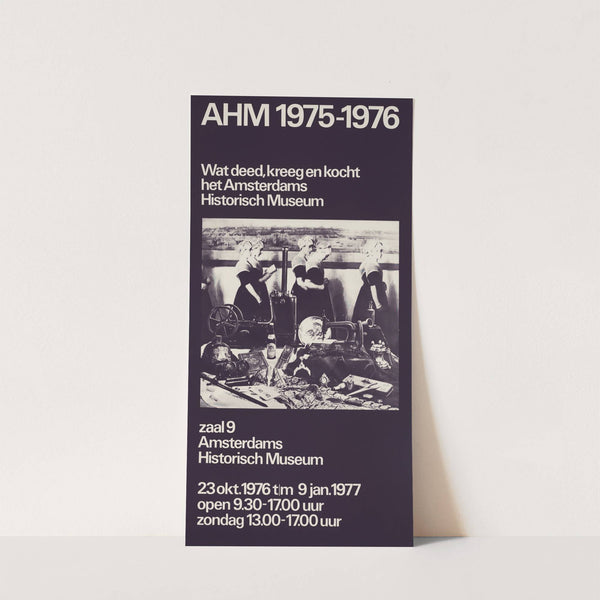 AHM 1975-1976
Wat deed, kreeg en kocht
het Amsterdams
Historisch Museum
zaal 9
Amsterdams
Historisch Museum
23 okt.1976 t|m 9 jan.1977
open 9.30-17.00 uur
zondag 13.00-17.00 uur